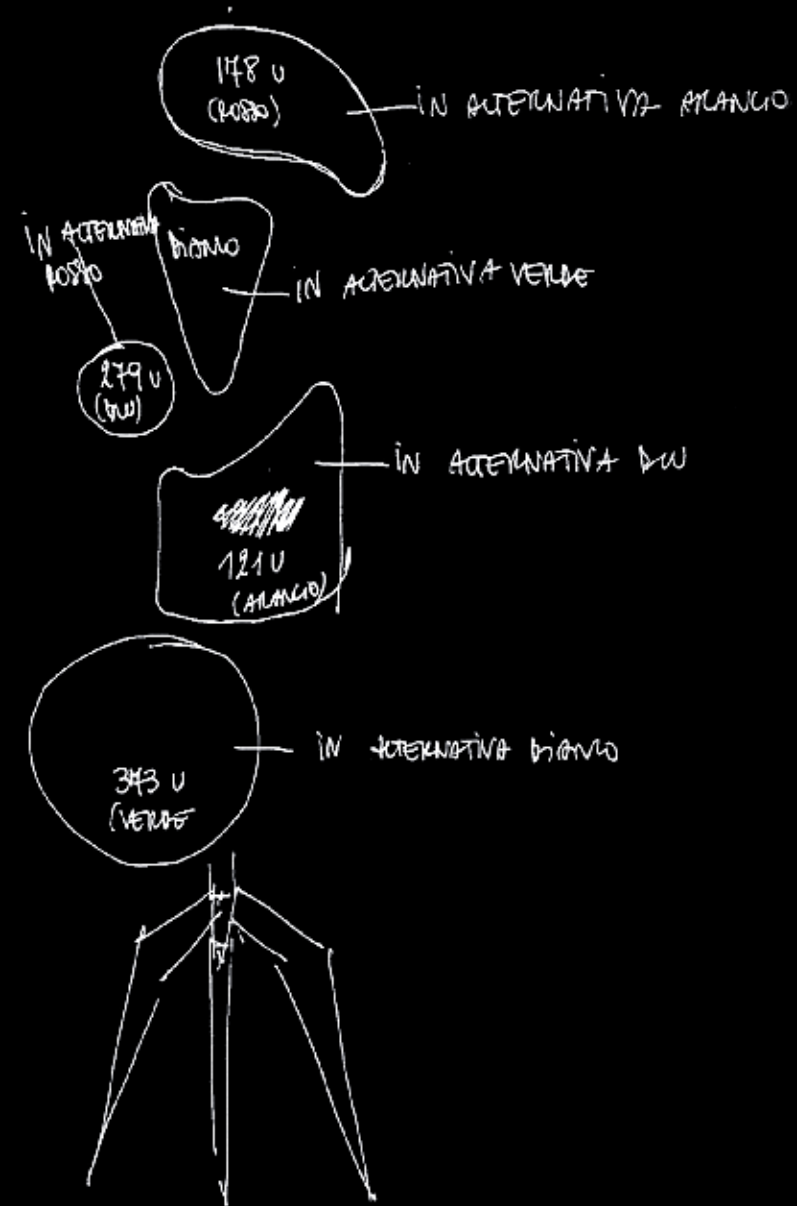 178 U
(ROSSO)
IN ALTERNATIVA ARANCIO
IN ALTERNATIVA
ROSSO
BIANCO
IN ALTERNATIVA VERDE
279 U
(BLU)
IN ALTERNATIVA BLU
121 U
(ARANCIO)
IN ALTERNATIVA BIANCO
343 U
(VERDE